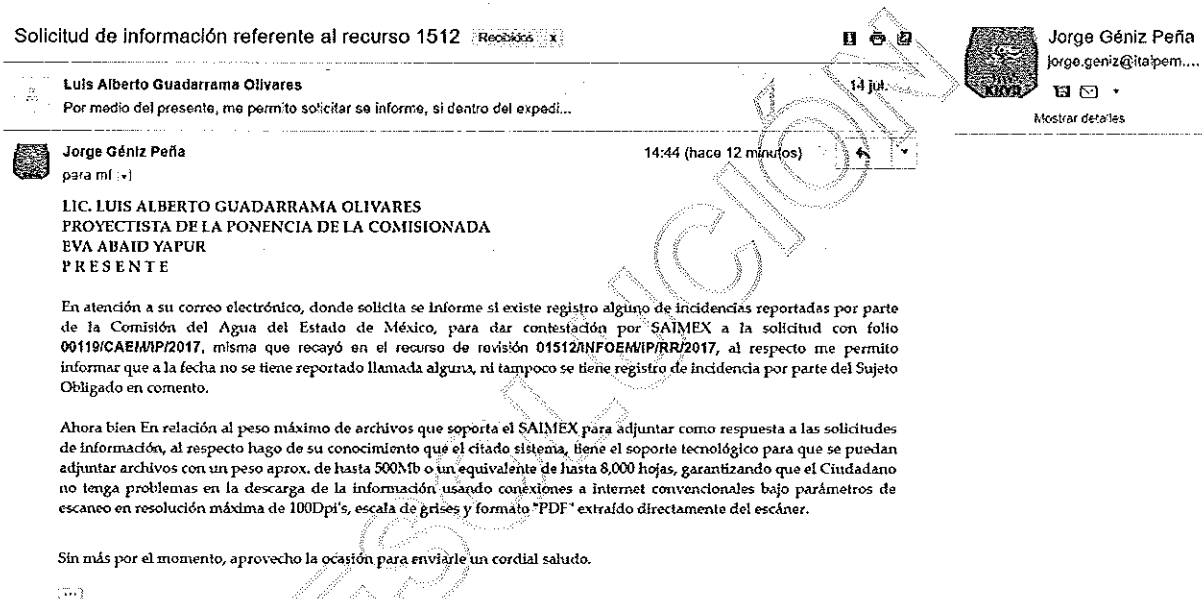 Solicitud de información referente al recurso 1512 Recibidos x
Luis Alberto Guadarrama Olivares
14 jul.
Por medio del presente, me permito solicitar se informe, si dentro del expedi...
Jorge Géniz Peña
jorge.geniz@itaipem....
Mostrar detalles
Jorge Géniz Peña
14:44 (hace 12 minutos)
para mí
LIC. LUIS ALBERTO GUADARRAMA OLIVARES
PROYECTISTA DE LA PONENCIA DE LA COMISIONADA
EVA ABAID YAPUR
P R E S E N T E
En atención a su correo electrónico, donde solicita se informe si existe registro alguno de incidencias reportadas por parte
de la Comisión del Agua del Estado de México, para dar contestación por SAIMEX a la solicitud con folio
00119/CAEM/IP/2017, misma que recayó en el recurso de revisión 01512/INFOEM/IP/RR/2017, al respecto me permito
informar que a la fecha no se tiene reportado llamada alguna, ni tampoco se tiene registro de incidencia por parte del Sujeto
Obligado en comento.
Ahora bien En relación al peso máximo de archivos que soporta el SAIMEX para adjuntar como respuesta a las solicitudes
de información, al respecto hago de su conocimiento que el citado sistema, tiene el soporte tecnológico para que se puedan
adjuntar archivos con un peso aprox. de hasta 500Mb o un equivalente de hasta 8,000 hojas, garantizando que el Ciudadano
no tenga problemas en la descarga de la información usando conexiones a internet convencionales bajo parámetros de
escaneo en resolución máxima de 100Dpi's, escala de grises y formato "PDF" extraído directamente del escáner.
Sin más por el momento, aprovecho la ocasión para enviarle un cordial saludo.
...
ESOLUCIÓN